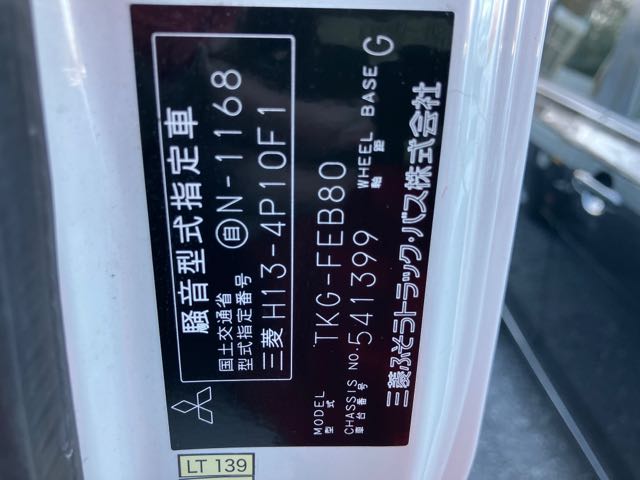 騒音型式指定車
国土交通省
型式指定番号 自N-1168
三菱 H13-4P10F1
MODEL
型式 TKG-FEB80
CHASSIS NO.
車台番号 541399 WHEEL BASE
軸距 G
三菱ふそうトラック・バス株式会社
LT 139